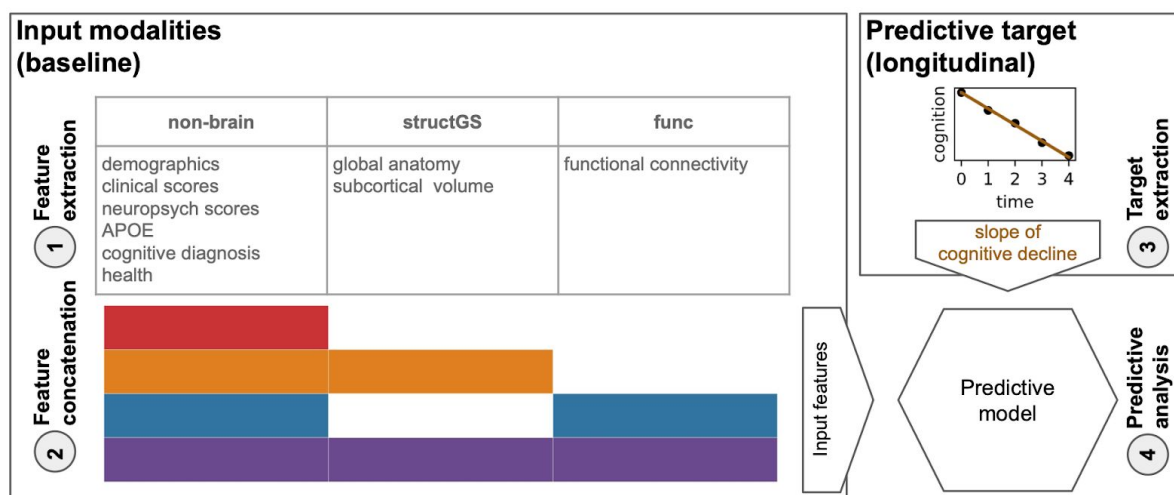 Input modalities
(baseline)
1 Feature
extraction
non-brain
structGS
func
demographics
clinical scores
neuropsych scores
APOE
cognitive diagnosis
health
global anatomy
subcortical volume
functional connectivity
2 Feature
concatenation
Input features
Predictive target
(longitudinal)
cognition
0 1 2 3 4
time
slope of
cognitive decline
3 Target
extraction
Predictive
model
4 Predictive
analysis